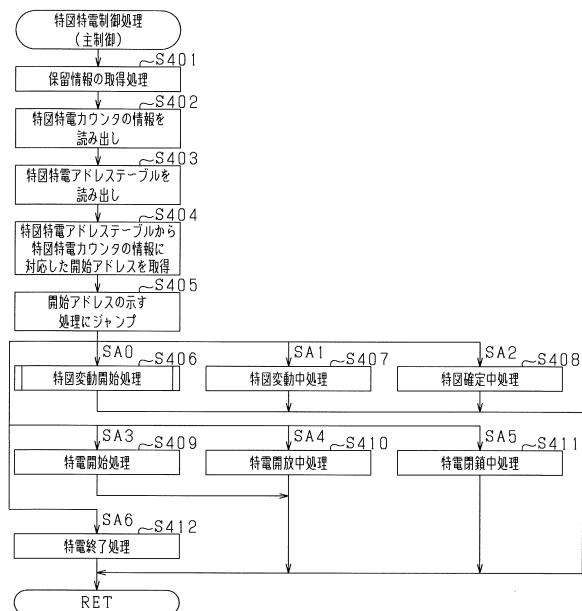 特図特電制御処理
(主制御)
S401
保留情報の取得処理
S402
特図特電カウンタの情報を
読み出し
S403
特図特電アドレステーブルを
読み出し
S404
特図特電アドレステーブルから
特図特電カウンタの情報に
対応した開始アドレスを取得
S405
開始アドレスの示す
処理にジャンプ
SA0 S406 SA1 S407 SA2 S408
特図変動開始処理 特図変動中処理 特図確定中処理
SA3 S409 SA4 S410 SA5 S411
特電開始処理 特電開放中処理 特電閉鎖中処理
SA6 S412
特電終了処理
RET